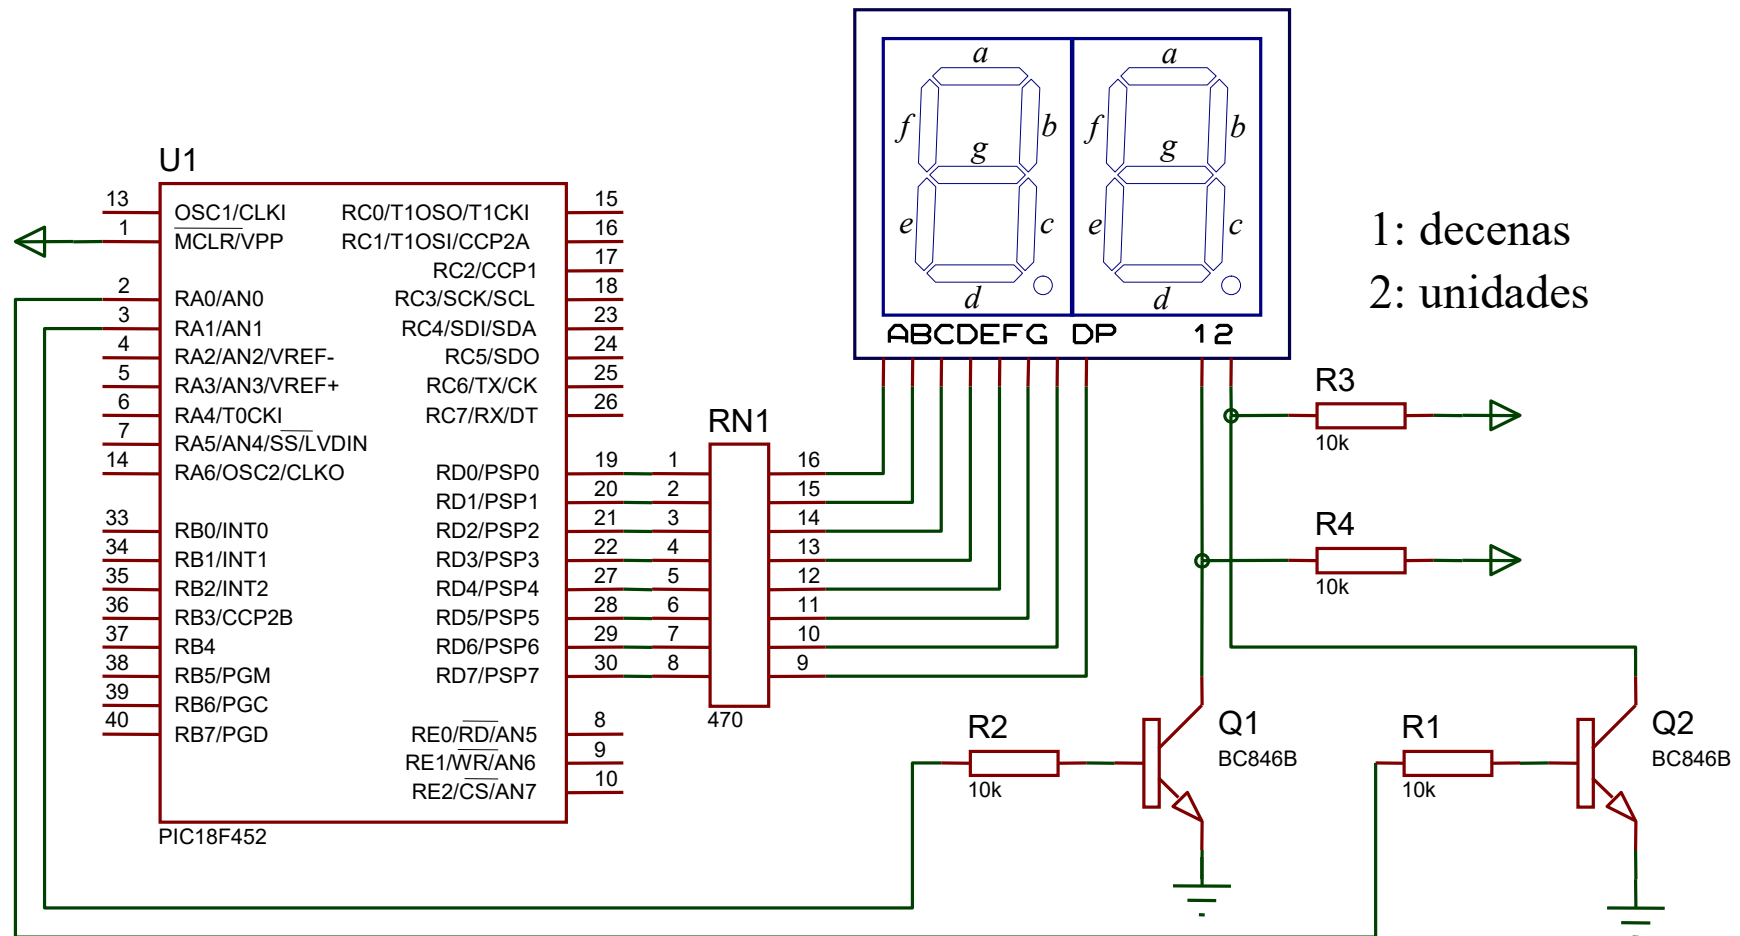 a a
f b f b
g g
e c e c
d d
ABCDEFG DP 12
1: decenas
2: unidades
U1
13 OSC1/CLKI RC0/T1OSO/T1CKI 15
1 MCLR/VPP RC1/T1OSI/CCP2A 16
RC2/CCP1 17
2 RA0/AN0 RC3/SCK/SCL 18
3 RA1/AN1 RC4/SDI/SDA 23
4 RA2/AN2/VREF- RC5/SDO 24
5 RA3/AN3/VREF+ RC6/TX/CK 25
6 RA4/T0CKI RC7/RX/DT 26
7 RA5/AN4/SS/LVDIN
14 RA6/OSC2/CLKO RD0/PSP0 19
RD1/PSP1 20
33 RB0/INT0 RD2/PSP2 21
34 RB1/INT1 RD3/PSP3 22
35 RB2/INT2 RD4/PSP4 27
36 RB3/CCP2B RD5/PSP5 28
37 RB4 RD6/PSP6 29
38 RB5/PGM RD7/PSP7 30
39 RB6/PGC
40 RB7/PGD RE0/RD/AN5 8
RE1/WR/AN6 9
RE2/CS/AN7 10
PIC18F452
RN1
1 16
2 15
3 14
4 13
5 12
6 11
7 10
8 9
470
R3
10k
R4
10k
R2
10k
Q1
BC846B
R1
10k
Q2
BC846B